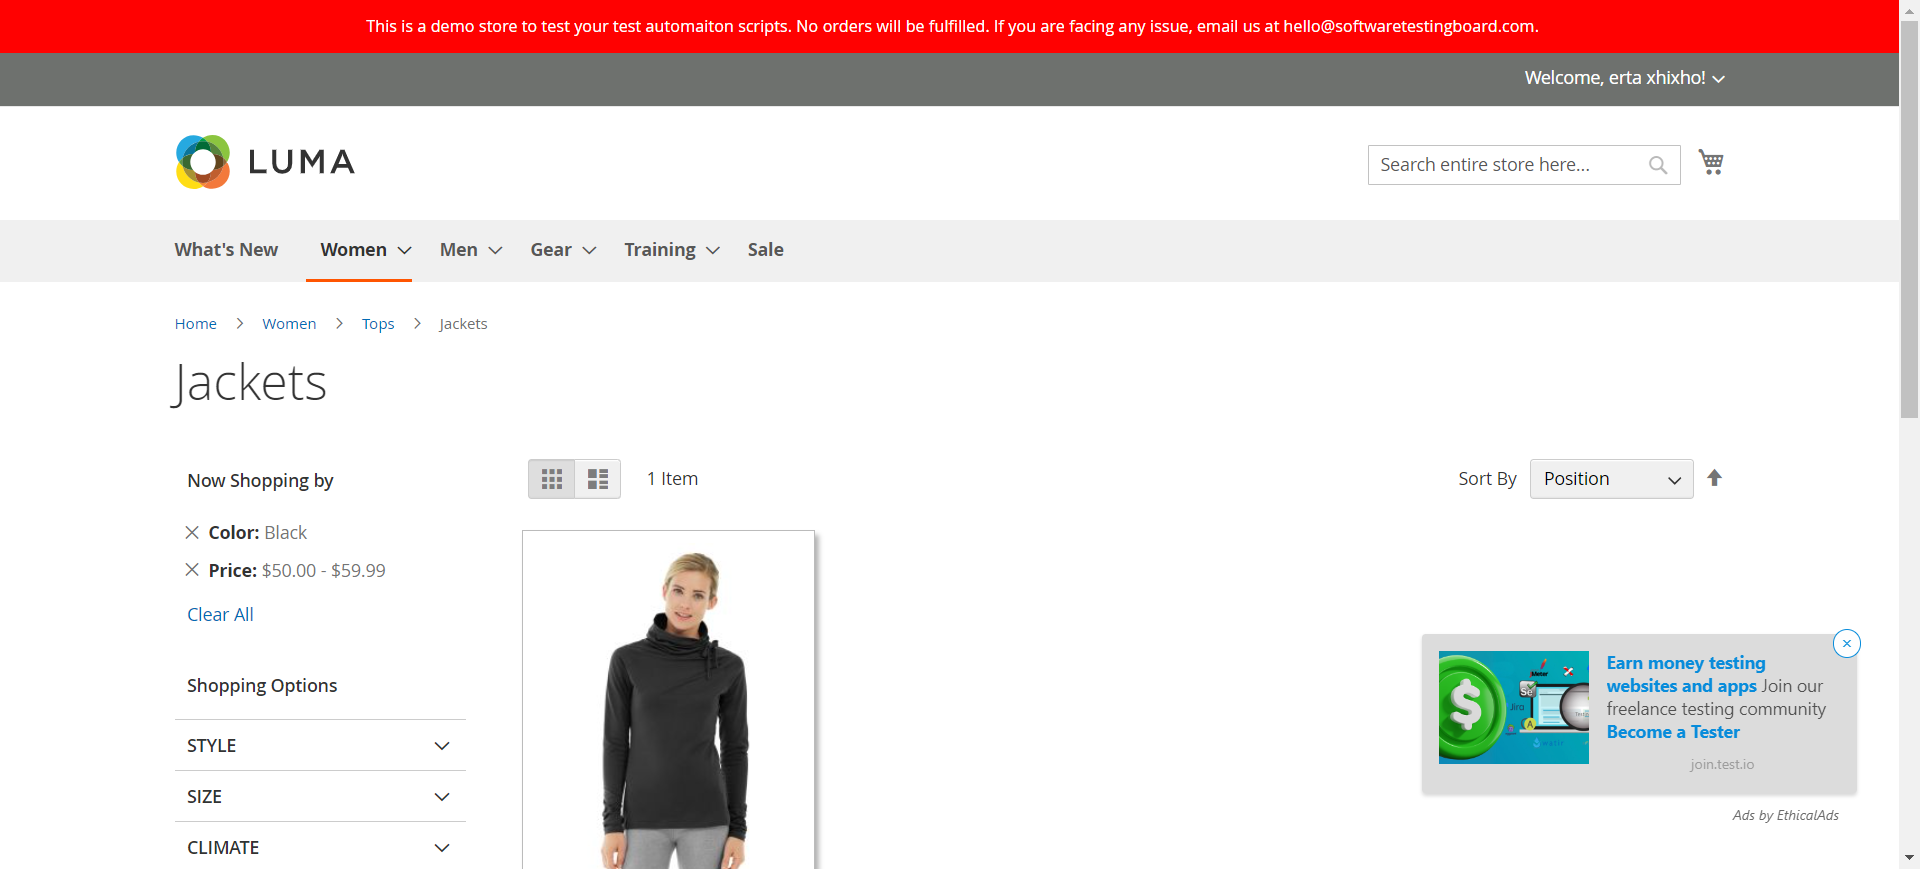 This is a demo store to test your test automaiton scripts. No orders will be fulfilled. If you are facing any issue, email us at hello@softwaretestingboard.com.
Welcome, erta xhixho!
LUMA
Search entire store here...
What's New
Women
Men
Gear
Training
Sale
Home
Women
Tops
Jackets
Jackets
Now Shopping by
Color: Black
Price: $50.00 - $59.99
Clear All
Shopping Options
STYLE
SIZE
CLIMATE
1 Item
Sort By
Position
Earn money testing
websites and apps Join our
freelance testing community
Become a Tester
join.test.io
Ads by EthicalAds